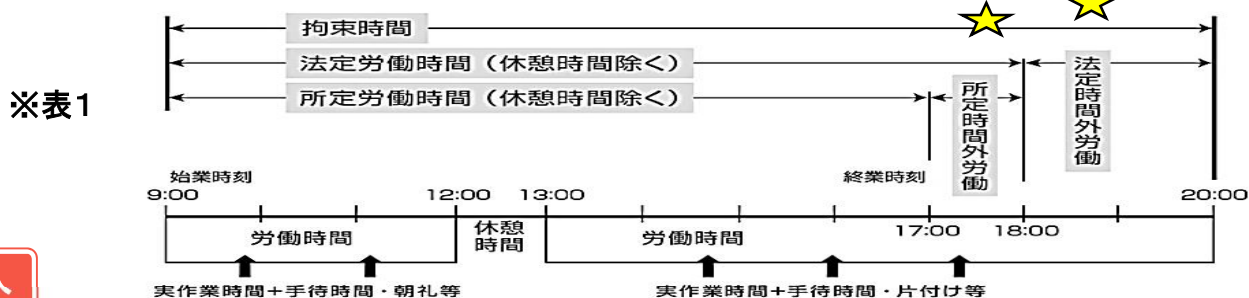 拘束時間
法定労働時間（休憩時間除く）
所定労働時間（休憩時間除く）
所定時間外労働
法定時間外労働
※表1
始業時刻
9:00
12:00
13:00
終業時刻
17:00
18:00
20:00
労働時間
休憩
時間
労働時間
実作業時間+手待時間・朝礼等
実作業時間+手待時間・片付け等